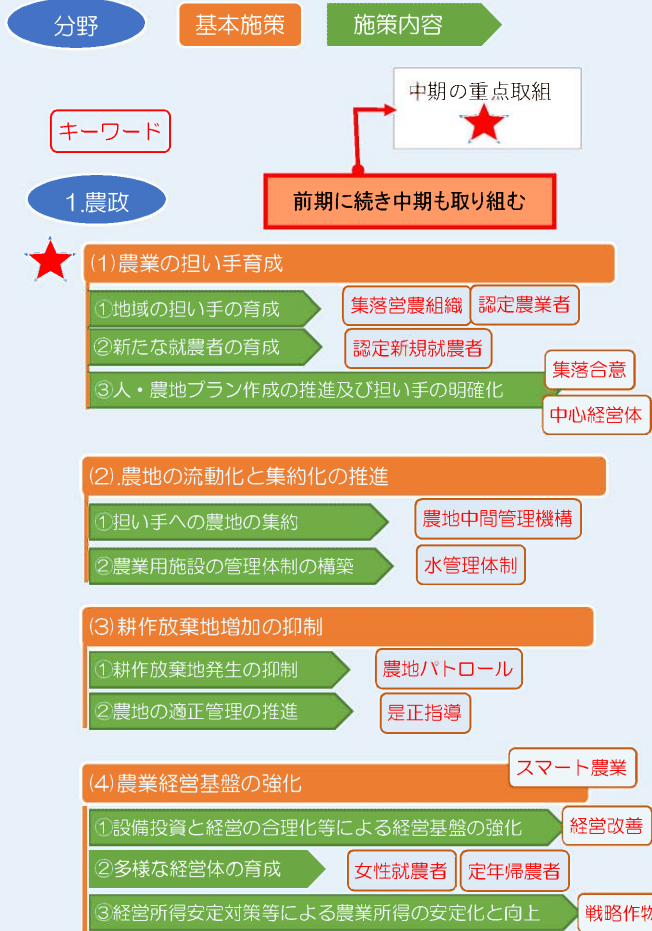 分野 基本施策 施策内容
中期の重点取組
キーワード
1.農政
前期に続き中期も取り組む
(1)農業の担い手育成
①地域の担い手の育成 集落営農組織 認定農業者
②新たな就農者の育成 認定新規就農者
集落合意
③人・農地プラン作成の推進及び担い手の明確化
中心経営体
(2).農地の流動化と集約化の推進
①担い手への農地の集約 農地中間管理機構
②農業用施設の管理体制の構築 水管理体制
(3)耕作放棄地増加の抑制
①耕作放棄地発生の抑制 農地パトロール
②農地の適正管理の推進 是正指導
スマート農業
(4)農業経営基盤の強化
①設備投資と経営の合理化等による経営基盤の強化 経営改善
②多様な経営体の育成 女性就農者 定年帰農者
③経営所得安定対策等による農業所得の安定化と向上 戦略作物